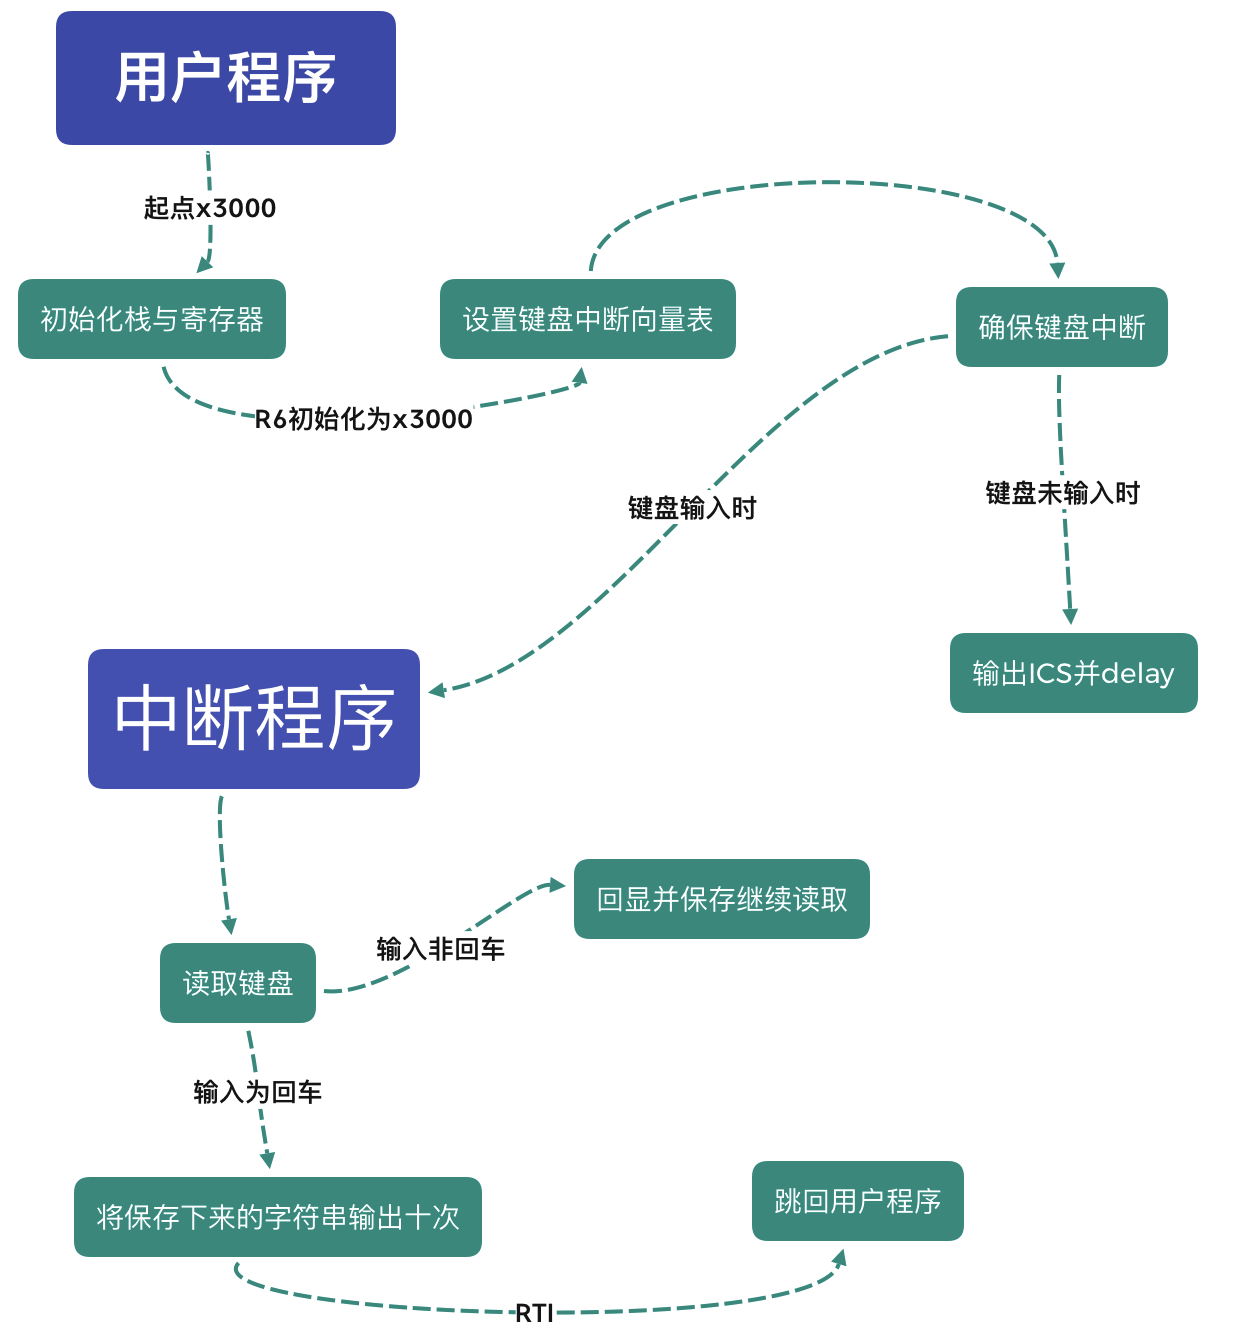 用户程序
起点x3000
初始化栈与寄存器
设置键盘中断向量表
确保键盘中断
R6初始化为x3000
键盘输入时
键盘未输入时
输出ICS并delay
中断程序
回显并保存继续读取
输入非回车
读取键盘
输入为回车
将保存下来的字符串输出十次
跳回用户程序
RTI